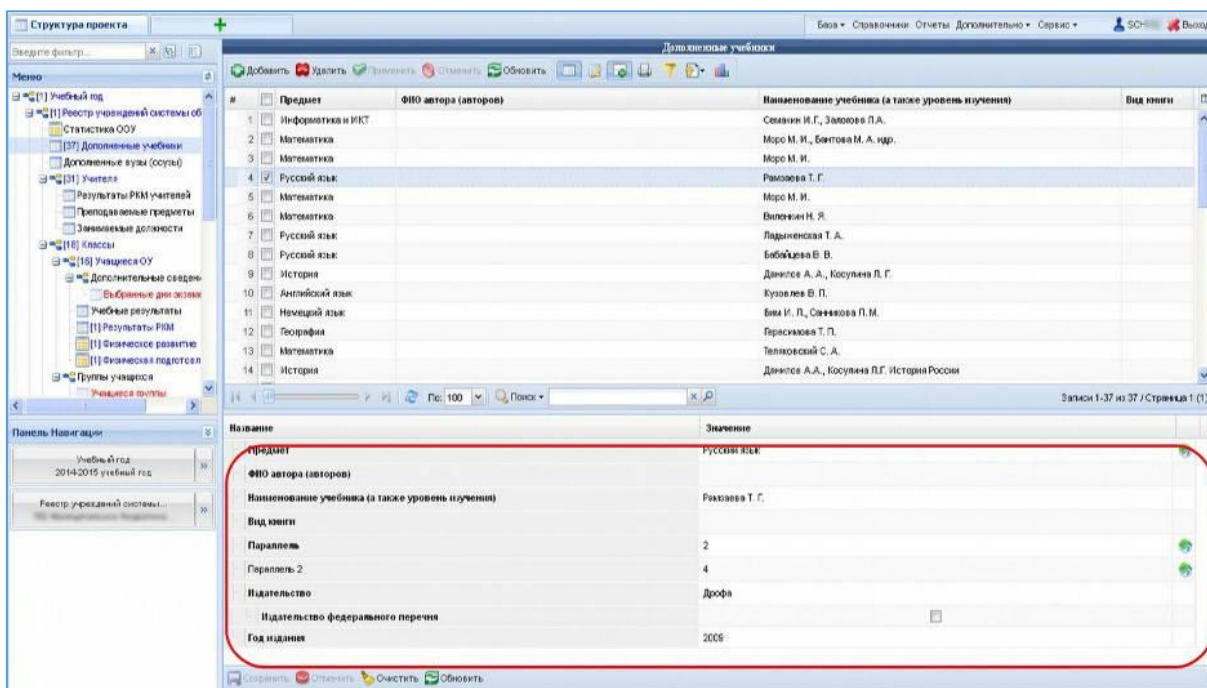 Структура проекта
База Справочники Отчеты Дополнительно Сервис
Выход
Введите фильтр...
Дополненные учебники
Меню
Добавить Удалить Применить Отменить Обновить
[1] Учебный год
[1] Реестр учреждений системы об
Статистика ООУ
[37] Дополненные учебники
Дополненные вузы (ссузы)
[31] Учителя
Результаты РКМ учителей
Преподаваемые предметы
Занимаемые должности
[18] Классы
[16] Учащиеся ОУ
Дополнительные сведени
Выбранные дни экзаме
Учебные результаты
[1] Результаты РКМ
[1] Физическое развитие
[1] Физическая подготовл
Группы учащихся
Учащиеся группы
# Предмет ФИО автора (авторов) Наименование учебника (а также уровень изучения) Вид книги
1 Информатика и ИКТ Семакин И.Г., Залогова Л.А.
2 Математика Моро М. И., Бантова М. А. идр.
3 Математика Моро М. И.
4 Русский язык Рамзаева Т. Г.
5 Математика Моро М. И.
6 Математика Виленкин Н. Я.
7 Русский язык Ладыженская Т. А.
8 Русский язык Бабайцева В. В.
9 История Данилов А. А., Косулина Л. Г.
10 Английский язык Кузовлев В. П.
11 Немецкий язык Бим И. Л., Санникова Л. М.
12 География Герасимова Т. П.
13 Математика Теляковский С. А.
14 История Данилов А.А., Косулина Л.Г. История России
По: 100 Поиск
Записи 1-37 из 37 / Страница 1 (1)
Панель Навигации
Учебный год
2014-2015 учебный год
Реестр учреждений системы...
Название Значение
Предмет Русский язык
ФИО автора (авторов)
Наименование учебника (а также уровень изучения) Рамзаева Т. Г.
Вид книги
Параллель 2
Параллель 2 4
Издательство Дрофа
Издательство федерального перечня
Год издания 2009
Сохранить Отменить Очистить Обновить